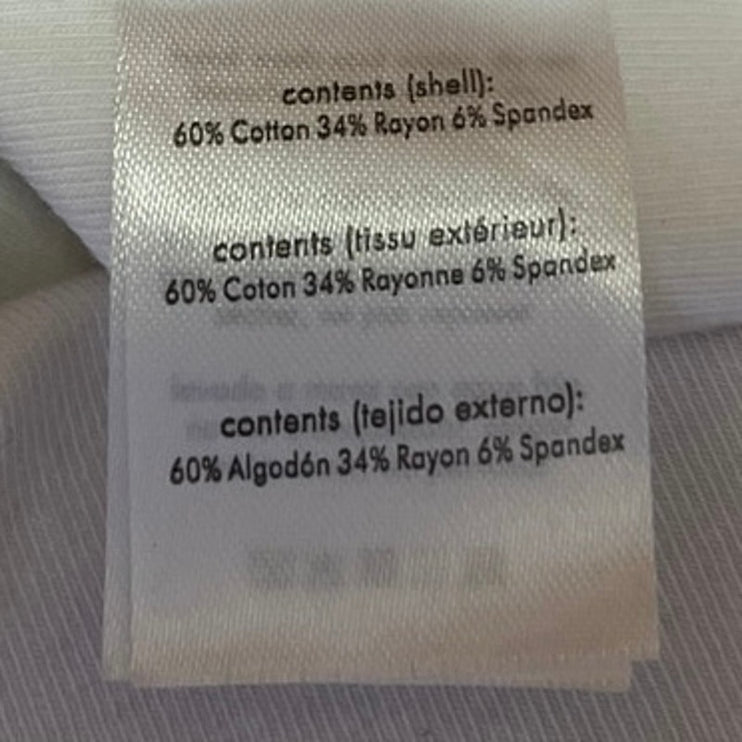 contents (shell):
60% Cotton 34% Rayon 6% Spandex
contents (tissu extérieur):
60% Coton 34% Rayonne 6% Spandex
contents (tejido externo):
60% Algodón 34% Rayon 6% Spandex